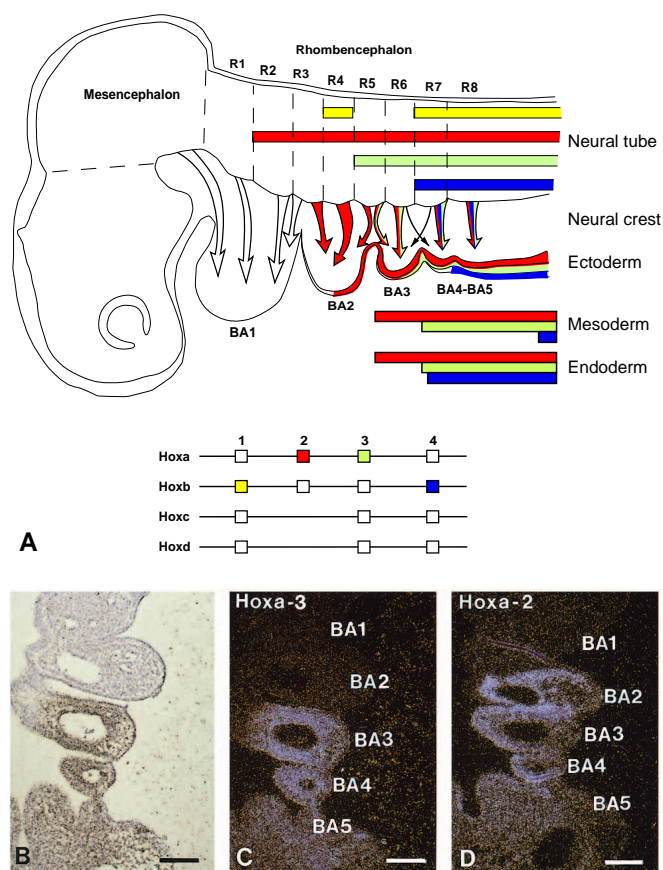 Rhombencephalon
R1
R2 R3 R4 R5 R6 R7 R8
Mesencephalon
Neural tube
Neural crest
Ectoderm
BA1 BA2 BA3 BA4-BA5
Mesoderm
Endoderm
1 2 3 4
Hoxa
Hoxb
Hoxc
Hoxd
A
Hoxa-3
BA1
BA2
BA3
BA4
BA5
Hoxa-2
BA1
BA2
BA3
BA4
BA5
B C D